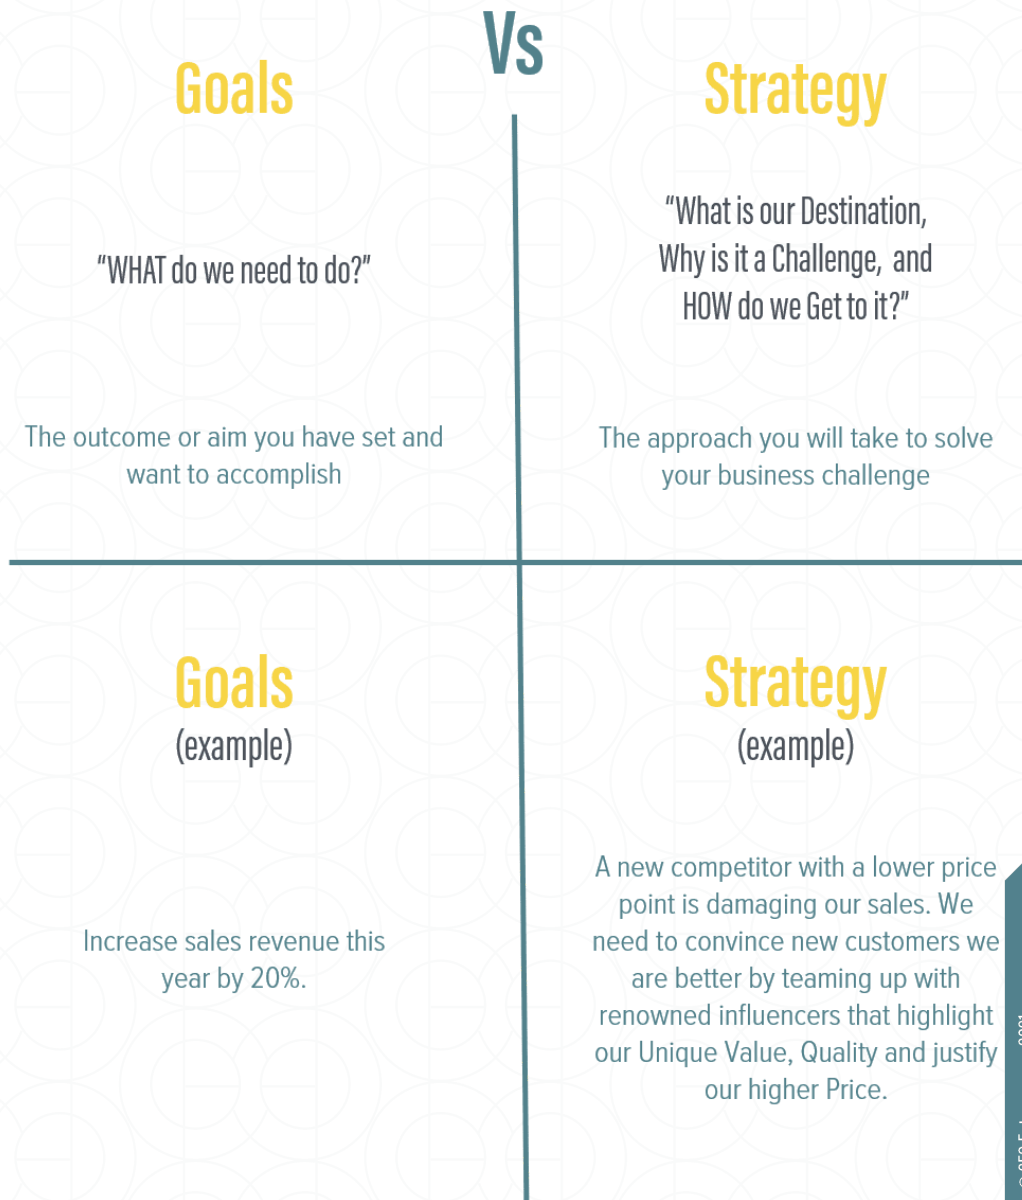 Vs
Goals
Strategy
“WHAT do we need to do?”
“What is our Destination,
Why is it a Challenge, and
HOW do we Get to it?”
The outcome or aim you have set and
want to accomplish
The approach you will take to solve
your business challenge
Goals
(example)
Strategy
(example)
Increase sales revenue this
year by 20%.
A new competitor with a lower price
point is damaging our sales. We
need to convince new customers we
are better by teaming up with
renowned influencers that highlight
our Unique Value, Quality and justify
our higher Price.